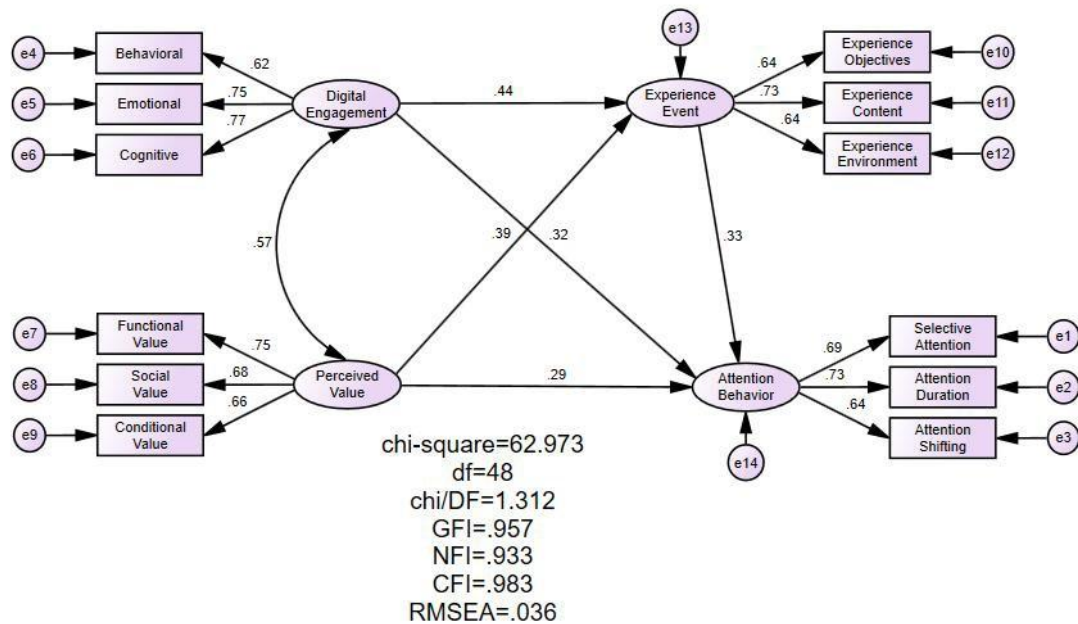 e13
e4
Behavioral
.62
e5
Emotional
.75
e6
Cognitive
.77
Digital
Engagement
.44
Experience
Event
.64
Experience
Objectives
e10
.73
Experience
Content
e11
.64
Experience
Environment
e12
.57
.39
.32
.33
e7
Functional
Value
.75
e8
Social
Value
.68
e9
Conditional
Value
.66
Perceived
Value
.29
Attention
Behavior
.69
Selective
Attention
e1
.73
Attention
Duration
e2
.64
Attention
Shifting
e3
e14
chi-square=62.973
df=48
chi/DF=1.312
GFI=.957
NFI=.933
CFI=.983
RMSEA=.036